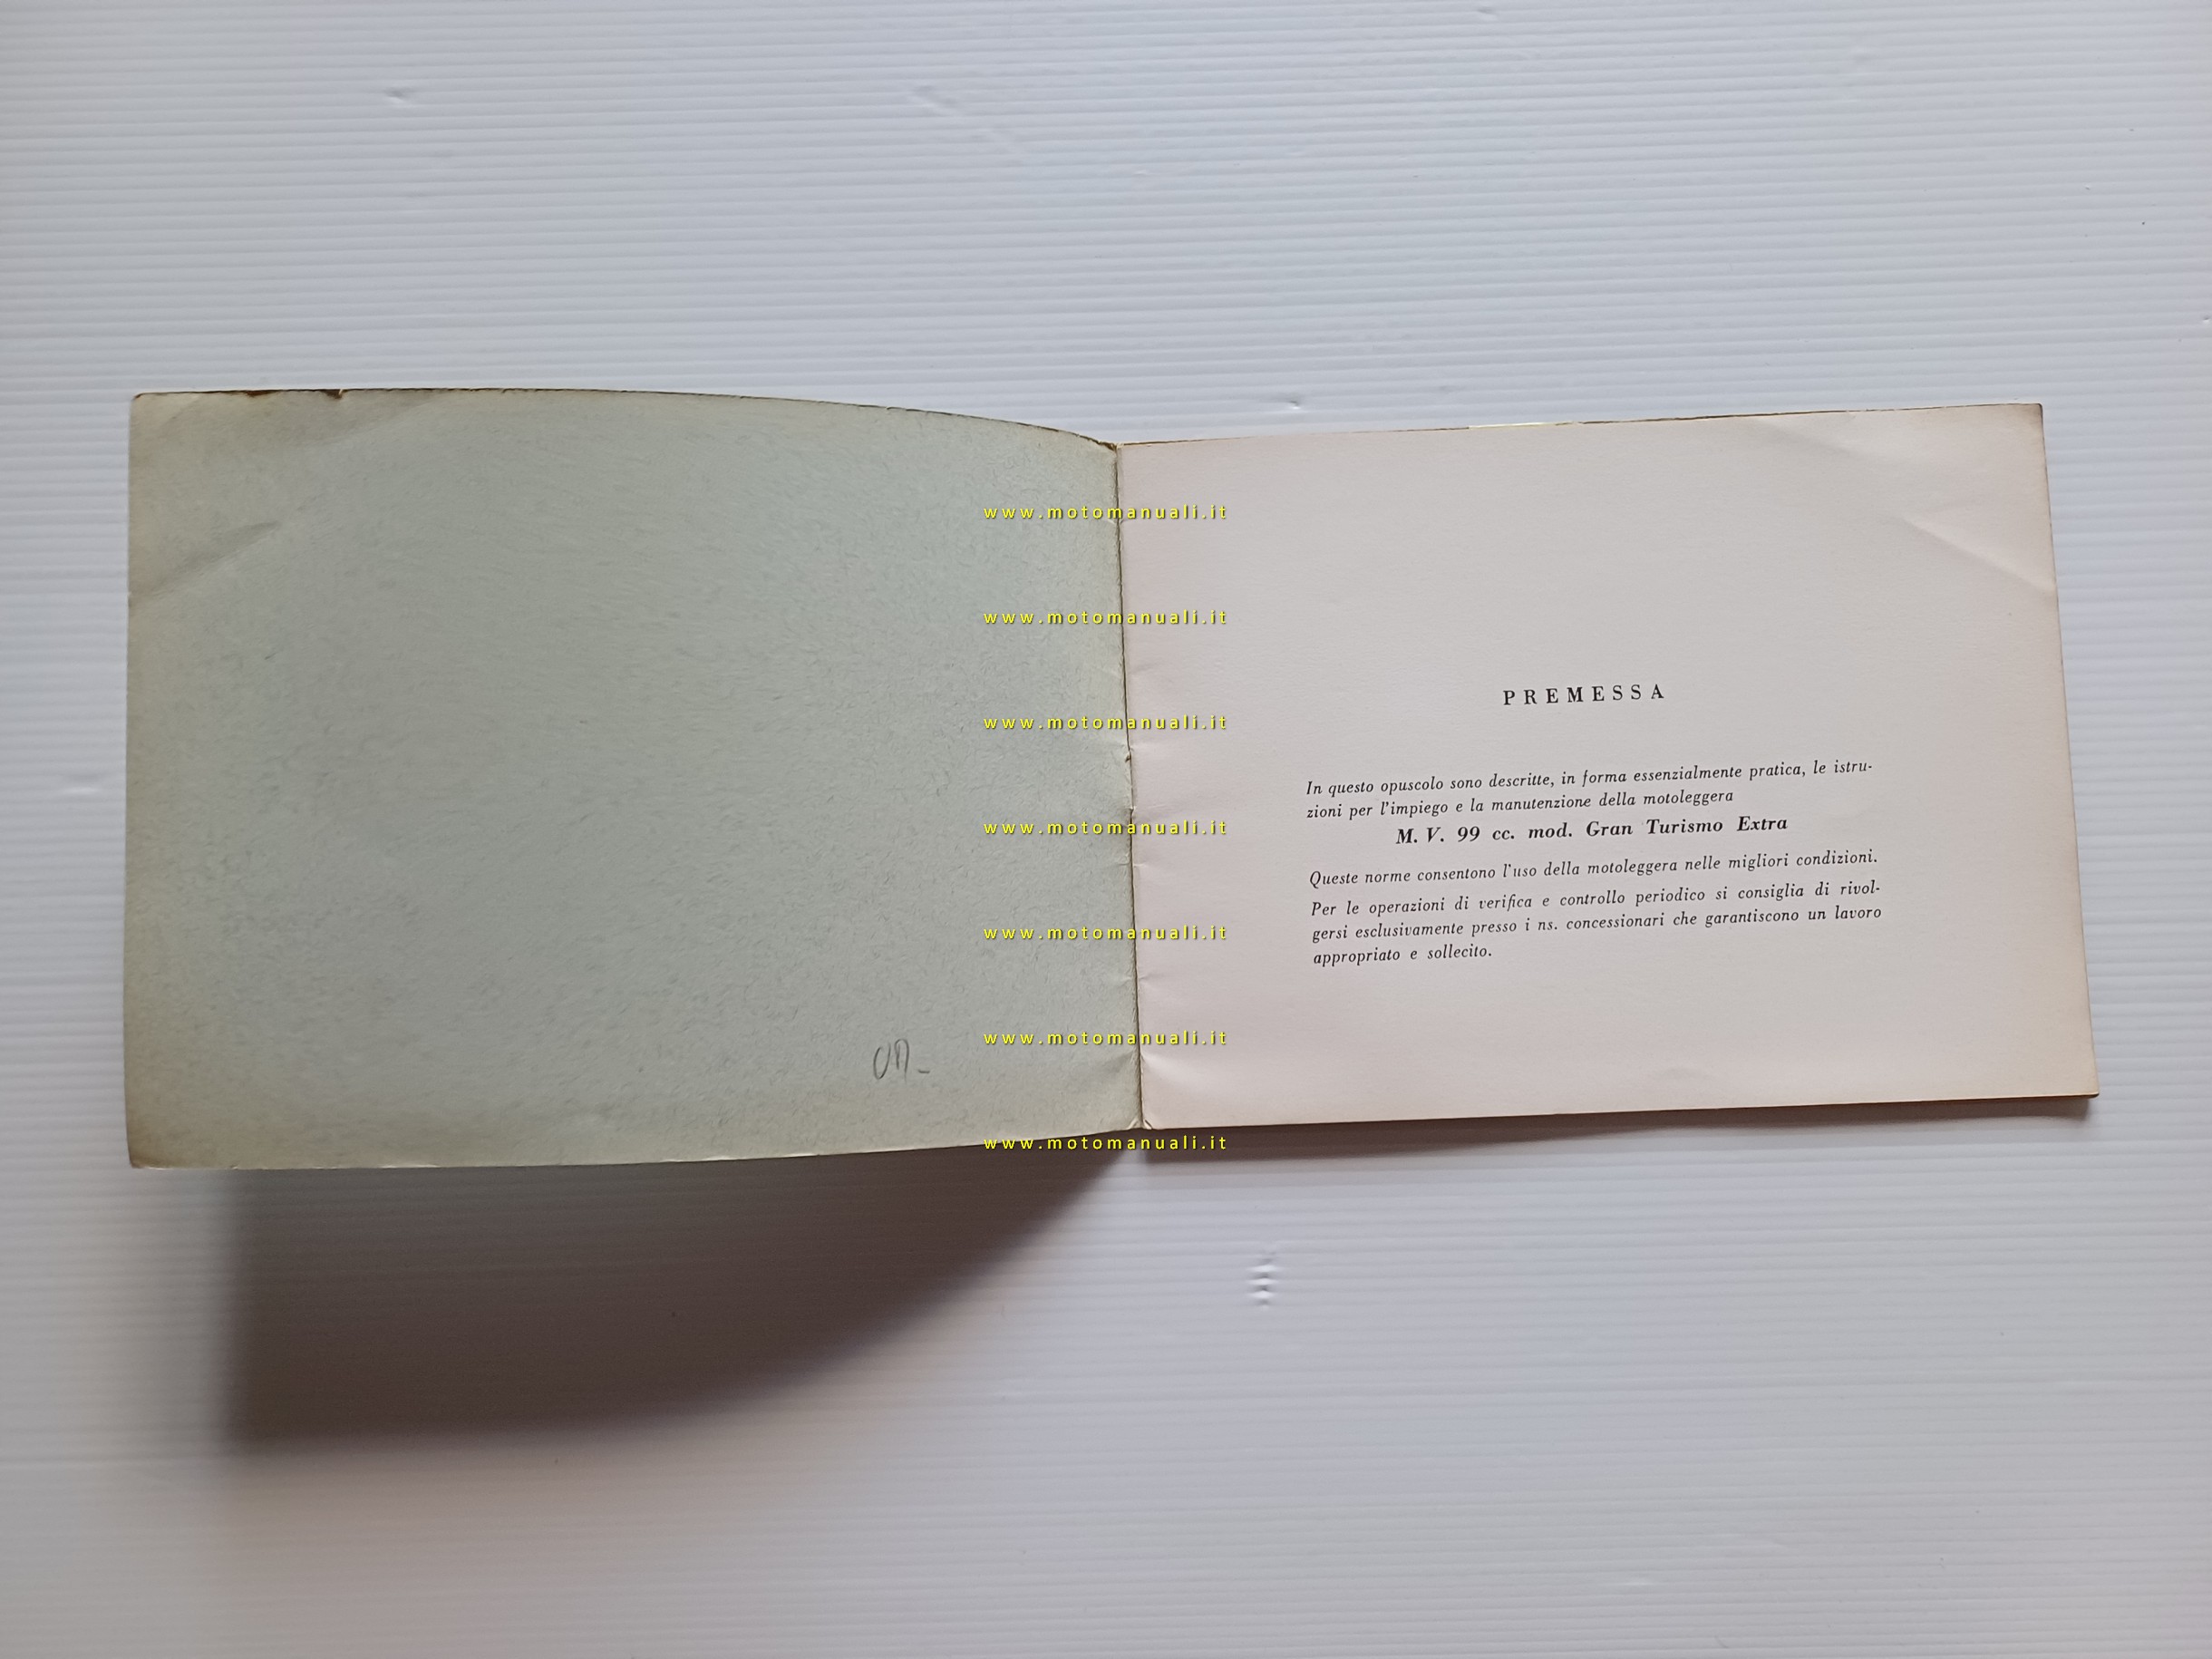 PREMESSA
In questo opuscolo sono descritte, in forma essenzialmente pratica, le istru-
zioni per l'impiego e la manutenzione della motoleggera
M. V. 99 cc. mod. Gran Turismo Extra
Queste norme consentono l'uso della motoleggera nelle migliori condizioni.
Per le operazioni di verifica e controllo periodico si consiglia di rivol-
gersi esclusivamente presso i ns. concessionari che garantiscono un lavoro
appropriato e sollecito.
www.motomanuali.it
www.motomanuali.it
www.motomanuali.it
www.motomanuali.it
www.motomanuali.it
www.motomanuali.it
www.motomanuali.it